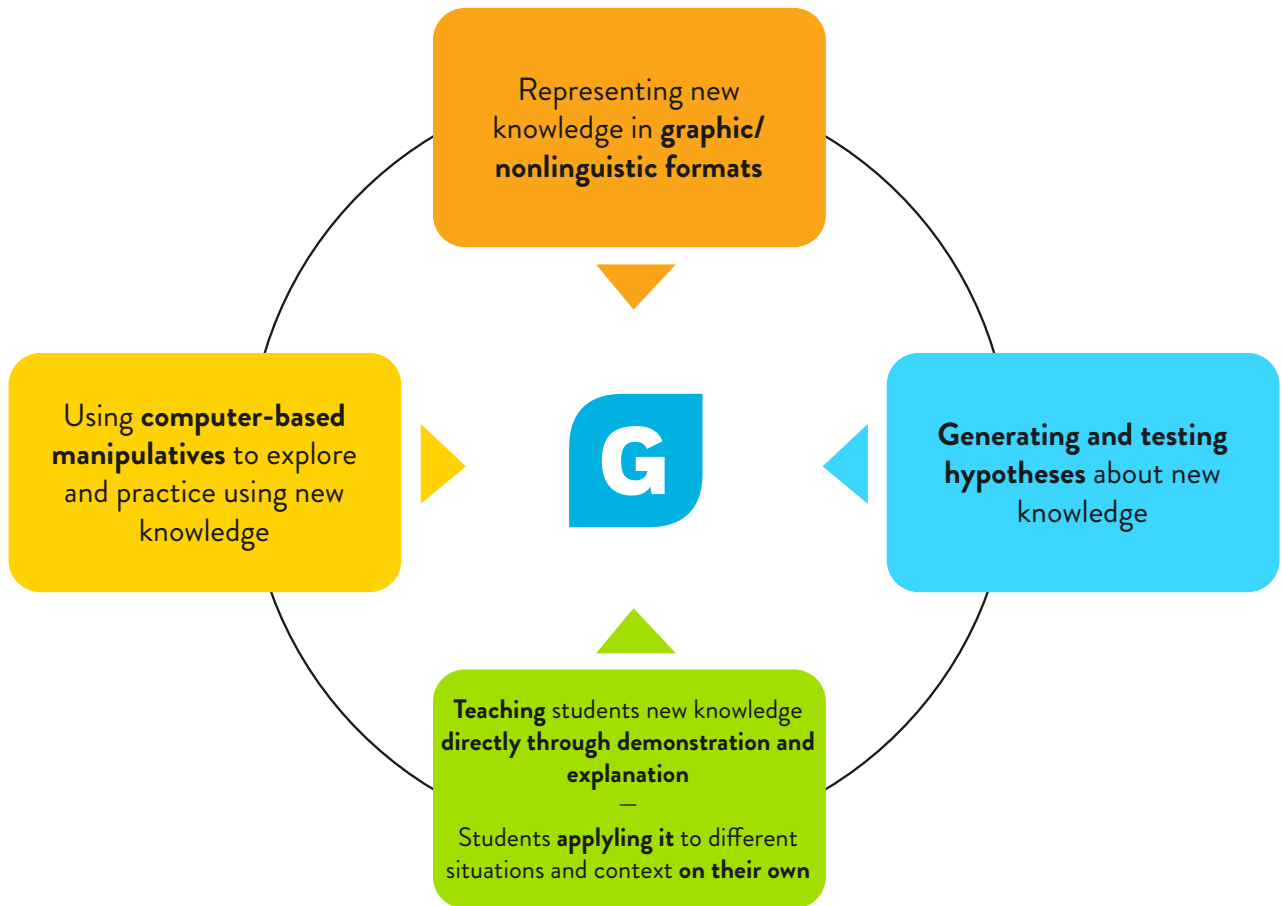 Representing new
knowledge in graphic/
nonlinguistic formats
Using computer-based
manipulatives to explore
and practice using new
knowledge
G
Generating and testing
hypotheses about new
knowledge
Teaching students new knowledge
directly through demonstration and
explanation
—
Students applyling it to different
situations and context on their own